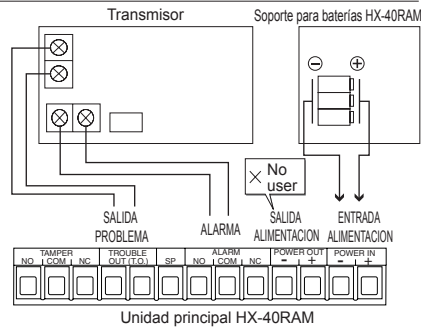 Transmisor
Soporte para baterías HX-40RAM
No
user
SALIDA
PROBLEMA
ALARMA
SALIDA
ALIMENTACION
ENTRADA
ALIMENTACION
TAMPER
NO COM NC
TROUBLE
OUT (T.O.)
SP
ALARM
NO COM NC
POWER OUT
- +
POWER IN
- +
Unidad principal HX-40RAM